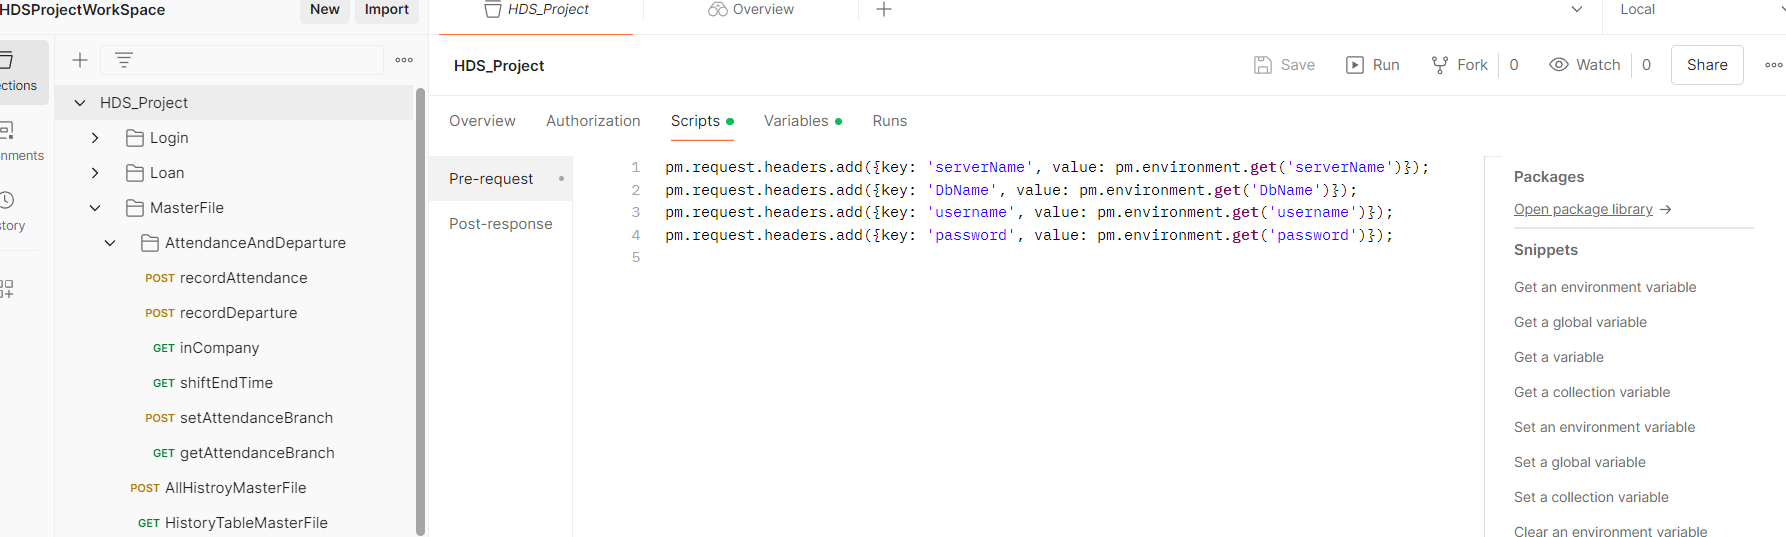 HDSProjectWorkSpace
New
Import
HDS_Project
Overview
Local
ections
nments
story
HDS_Project
Login
Loan
MasterFile
AttendanceAndDeparture
POST recordAttendance
POST recordDeparture
GET inCompany
GET shiftEndTime
POST setAttendanceBranch
GET getAttendanceBranch
POST AllHistroyMasterFile
GET HistoryTableMasterFile
HDS_Project
Save
Run
Fork 0
Watch 0
Share
Overview
Authorization
Scripts
Variables
Runs
Pre-request
Post-response
1 pm.request.headers.add({key: 'serverName', value: pm.environment.get('serverName')});
2 pm.request.headers.add({key: 'DbName', value: pm.environment.get('DbName')});
3 pm.request.headers.add({key: 'username', value: pm.environment.get('username')});
4 pm.request.headers.add({key: 'password', value: pm.environment.get('password')});
5
Packages
Open package library →
Snippets
Get an environment variable
Get a global variable
Get a variable
Get a collection variable
Set an environment variable
Set a global variable
Set a collection variable
Clear an environment variable